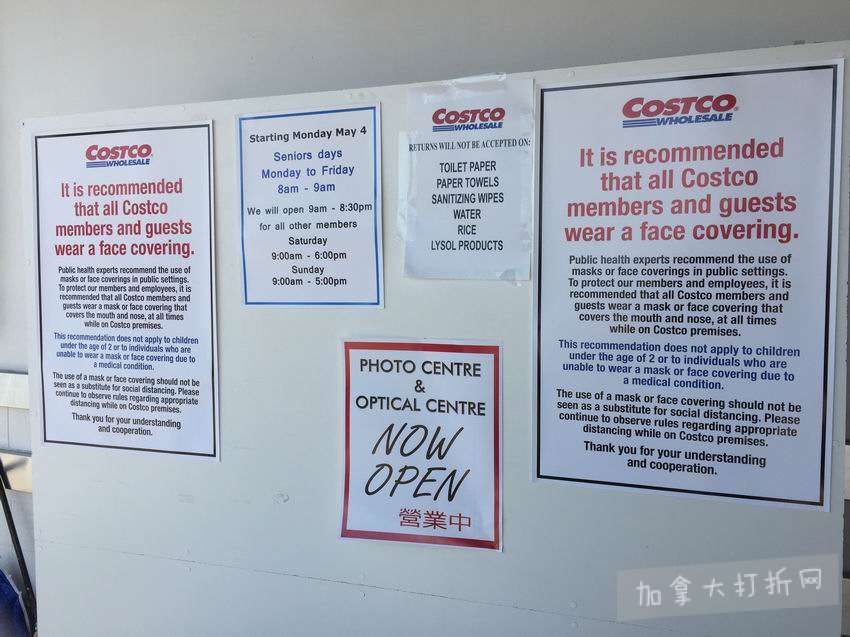 COSTCO
WHOLESALE
It is recommended
that all Costco
members and guests
wear a face covering.
Public health experts recommend the use of
masks or face coverings in public settings.
To protect our members and employees, it is
recommended that all Costco members and
guests wear a mask or face covering that
covers the mouth and nose, at all times
while on Costco premises.
This recommendation does not apply to children
under the age of 2 or to individuals who are
unable to wear a mask or face covering due to
a medical condition.
The use of a mask or face covering should not be
seen as a substitute for social distancing. Please
continue to observe rules regarding appropriate
distancing while on Costco premises.
Thank you for your understanding
and cooperation.
Starting Monday May 4
Seniors days
Monday to Friday
8am - 9am
We will open 9am - 8:30pm
for all other members
Saturday
9:00am - 6:00pm
Sunday
9:00am - 5:00pm
COSTCO
WHOLESALE
RETURNS WILL NOT BE ACCEPTED ON:
TOILET PAPER
PAPER TOWELS
SANITIZING WIPES
WATER
RICE
LYSOL PRODUCTS
PHOTO CENTRE
&
OPTICAL CENTRE
NOW
OPEN
營業中
COSTCO
WHOLESALE
It is recommended
that all Costco
members and guests
wear a face covering.
Public health experts recommend the use of
masks or face coverings in public settings.
To protect our members and employees, it is
recommended that all Costco members and
guests wear a mask or face covering that
covers the mouth and nose, at all times
while on Costco premises.
This recommendation does not apply to children
under the age of 2 or to individuals who are
unable to wear a mask or face covering due to
a medical condition.
The use of a mask or face covering should not be
seen as a substitute for social distancing. Please
continue to observe rules regarding appropriate
distancing while on Costco premises.
Thank you for your understanding
and cooperation.
加拿大打折网